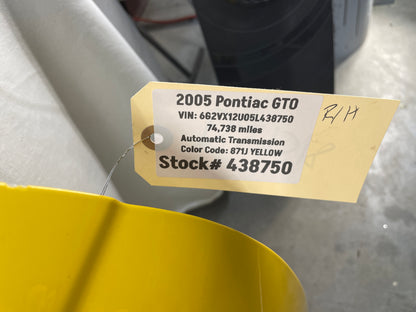 2005 Pontiac GTO
VIN: 6G2VX12U05L438750
74,738 miles
Automatic Transmission
Color Code: 871J YELLOW
Stock# 438750
R/H